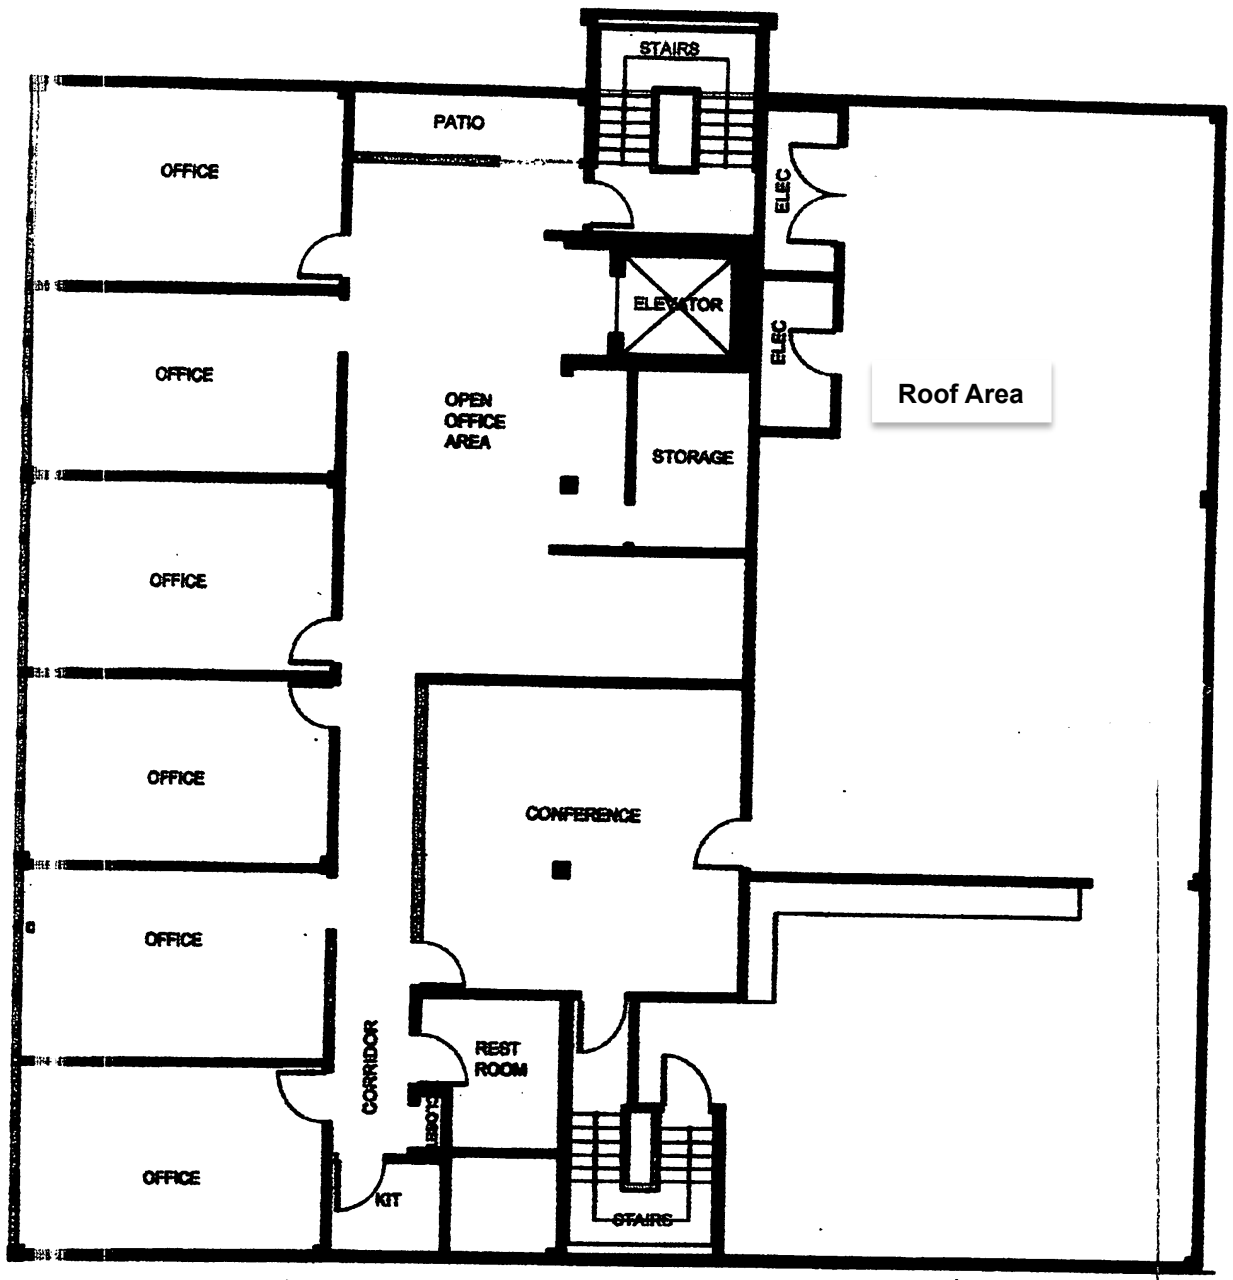 STAIRS
PATIO
OFFICE
ELEC
ELEVATOR
ELEC
OFFICE
Roof Area
OPEN
OFFICE
AREA
STORAGE
OFFICE
OFFICE
CONFERENCE
OFFICE
CORRIDOR
REST
ROOM
CLOSET
OFFICE
KIT
STAIRS